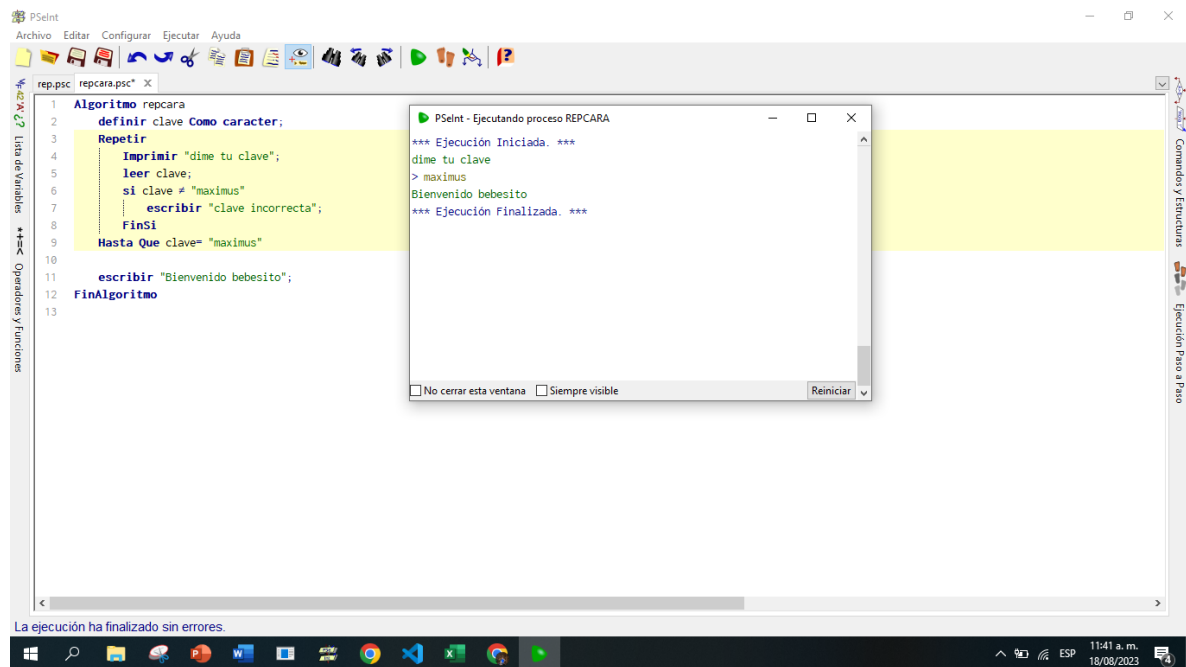 PSeInt
Archivo Editar Configurar Ejecutar Ayuda
rep.psc repcara.psc* X
1 Algoritmo repcara
2 definir clave Como caracter;
3 Repetir
4 Imprimir "dime tu clave";
5 leer clave;
6 si clave ≠ "maximus"
7 escribir "clave incorrecta";
8 FinSi
9 Hasta Que clave= "maximus"
10
11 escribir "Bienvenido bebesito";
12 FinAlgoritmo
13
PSeInt - Ejecutando proceso REPCARA
*** Ejecución Iniciada. ***
dime tu clave
> maximus
Bienvenido bebesito
*** Ejecución Finalizada. ***
No cerrar esta ventana Siempre visible Reiniciar
Lista de Variables
*+=< Operadores y Funciones
Comandos y Estructuras
Ejecución Paso a Paso
La ejecución ha finalizado sin errores.
ESP
11:41 a. m.
18/08/2023
4